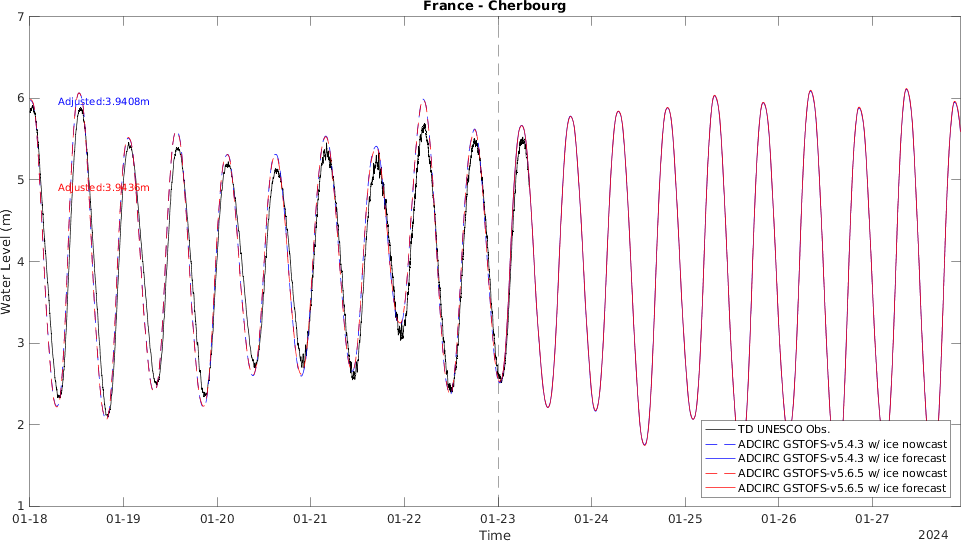 France - Cherbourg
7
6
5
4
3
2
1
Water Level (m)
Adjusted:3.9408m
Adjusted:3.9436m
TD UNESCO Obs.
ADCIRC GSTOFS-v5.4.3 w/ ice nowcast
ADCIRC GSTOFS-v5.4.3 w/ ice forecast
ADCIRC GSTOFS-v5.6.5 w/ ice nowcast
ADCIRC GSTOFS-v5.6.5 w/ ice forecast
01-18 01-19 01-20 01-21 01-22 01-23 01-24 01-25 01-26 01-27
Time
2024